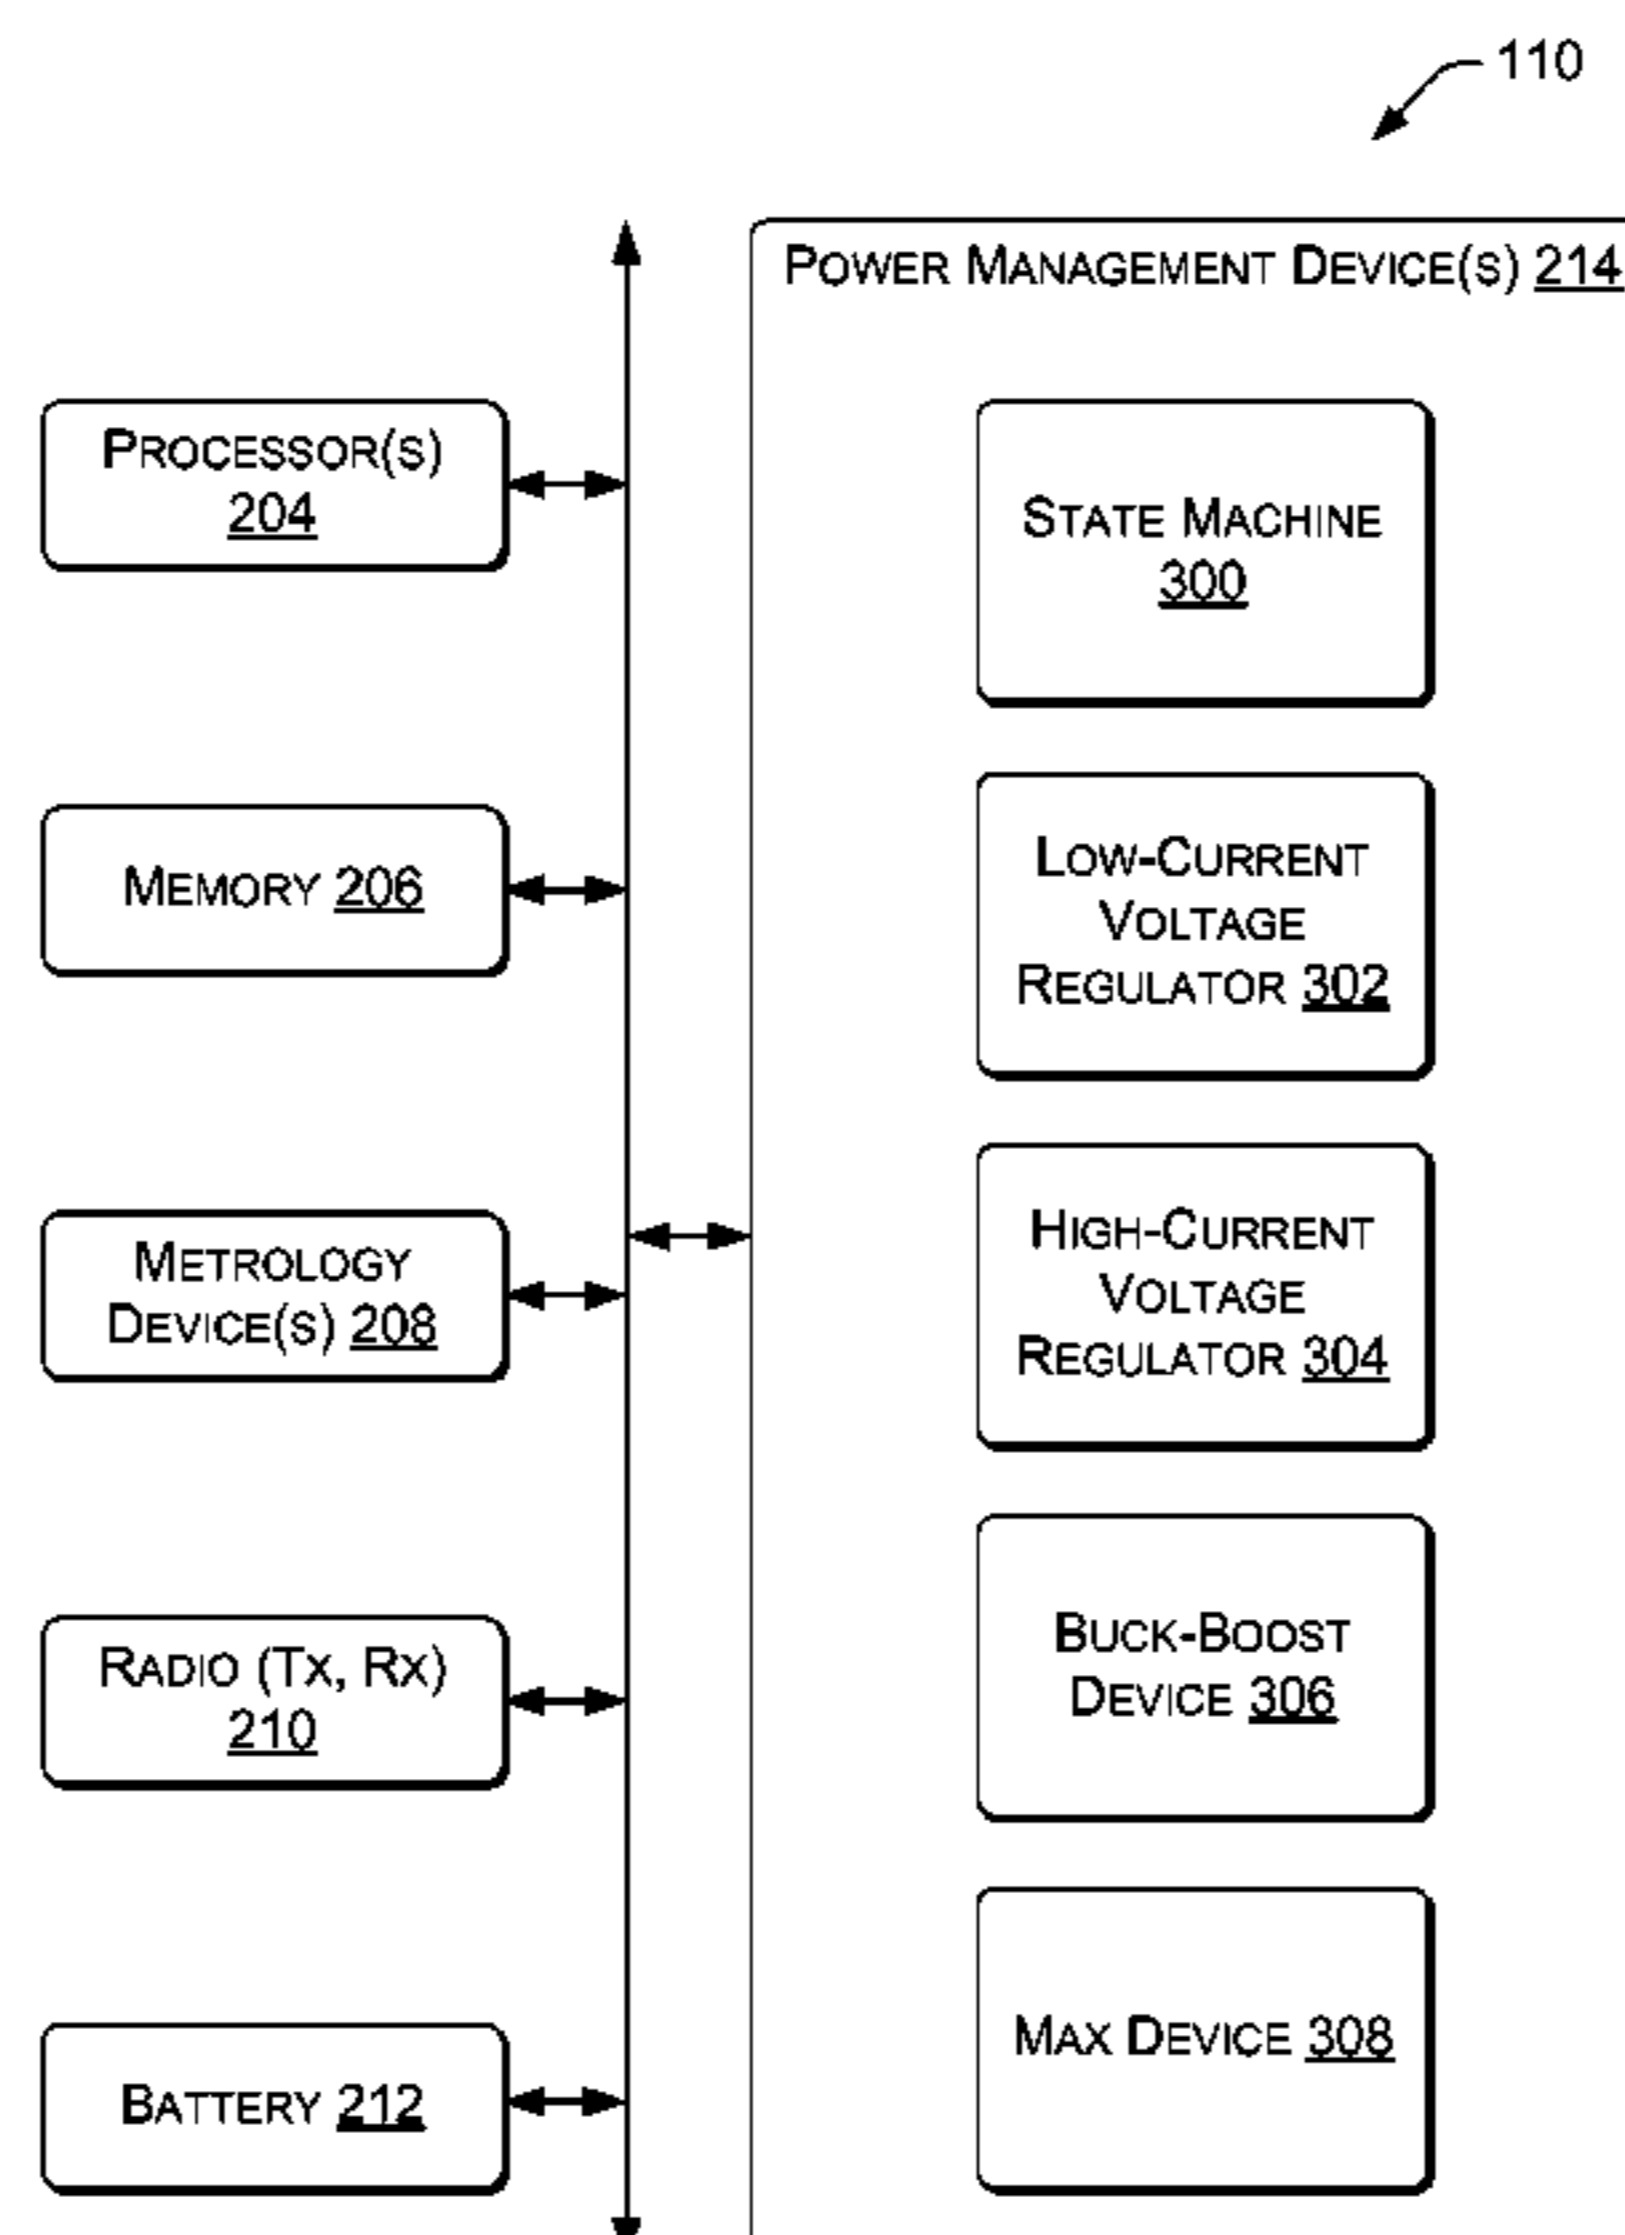 110
POWER MANAGEMENT DEVICE(S) 214
PROCESSOR(S)
204
MEMORY 206
METROLOGY
DEVICE(S) 208
RADIO (TX, RX)
210
BATTERY 212
STATE MACHINE
300
LOW-CURRENT
VOLTAGE
REGULATOR 302
HIGH-CURRENT
VOLTAGE
REGULATOR 304
BUCK-BOOST
DEVICE 306
MAX DEVICE 308